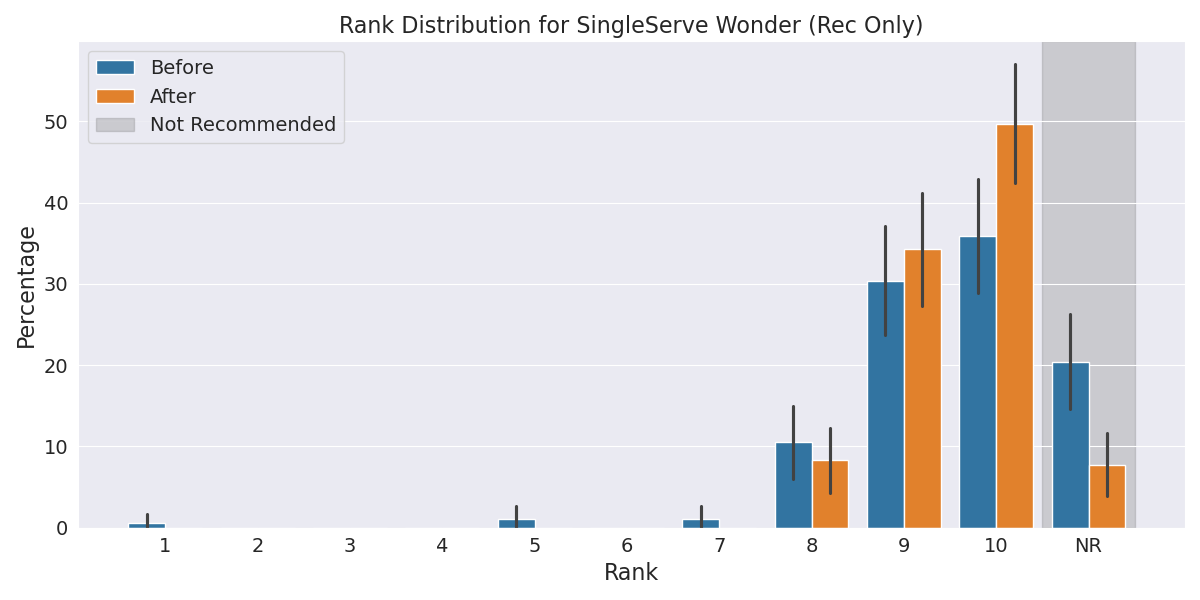 Rank Distribution for SingleServe Wonder (Rec Only)
Before
After
Not Recommended
Percentage
50
40
30
20
10
0
1 2 3 4 5 6 7 8 9 10 NR
Rank